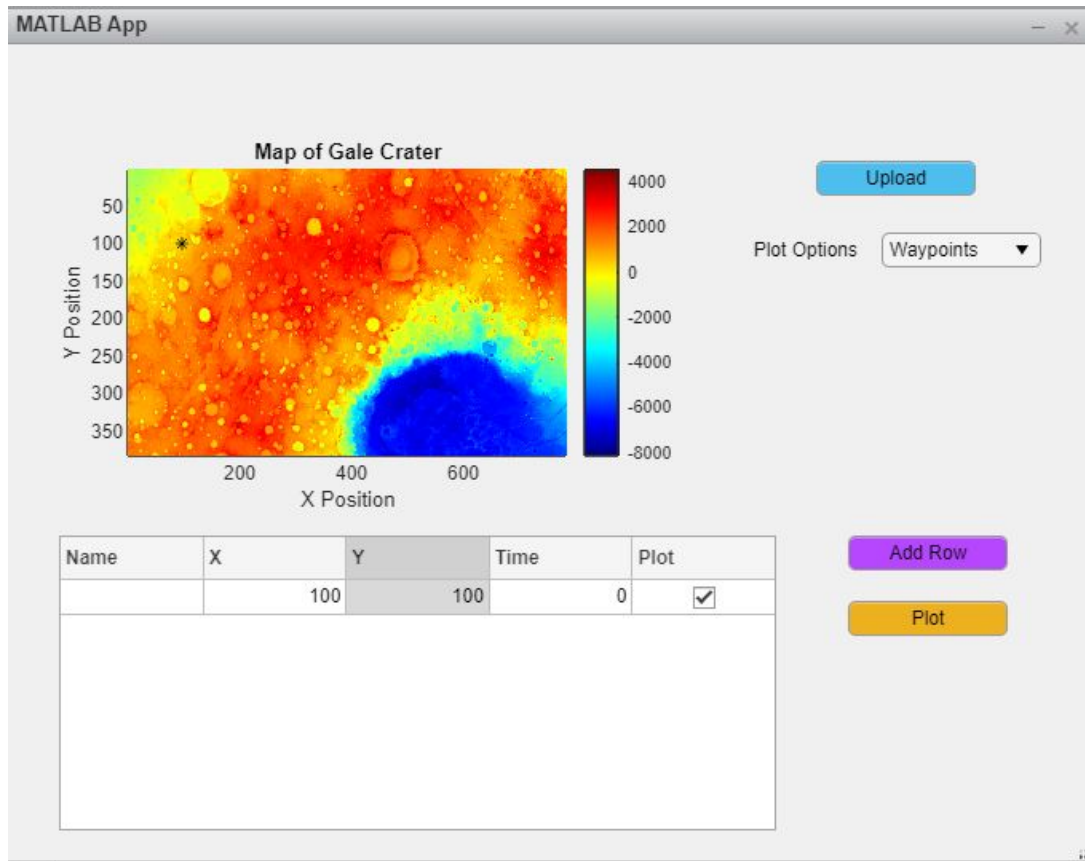 MATLAB App
Map of Gale Crater
Upload
Plot Options Waypoints
Y Position
50
100
150
200
250
300
350
200 400 600
X Position
4000
2000
0
-2000
-4000
-6000
-8000
Name X Y Time Plot
100 100 0
Add Row
Plot